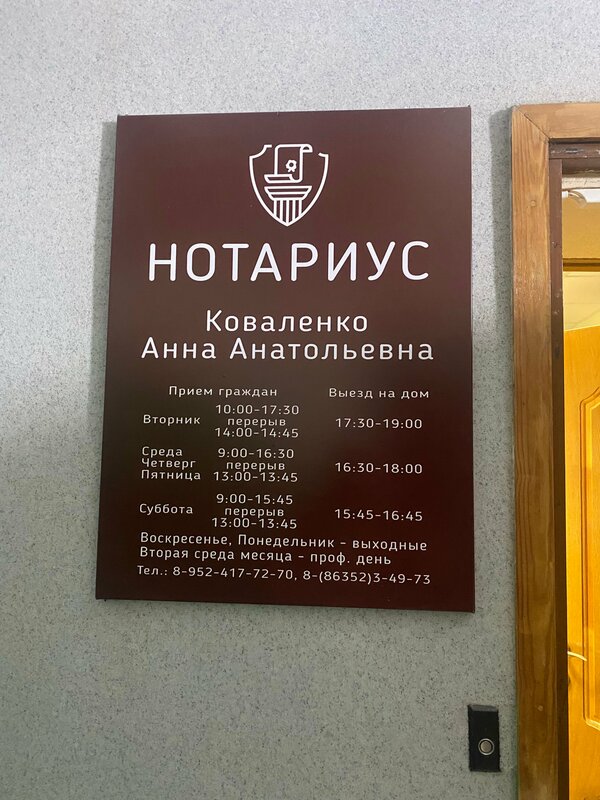 НОТАРИУС
Коваленко
Анна Анатольевна
Прием граждан Выезд на дом
Вторник 10:00-17:30 перерыв 14:00-14:45 17:30-19:00
Среда Четверг Пятница 9:00-16:30 перерыв 13:00-13:45 16:30-18:00
Суббота 9:00-15:45 перерыв 13:00-13:45 15:45-16:45
Воскресенье, Понедельник - выходные
Вторая среда месяца - проф. день
Тел.: 8-952-417-72-70, 8-(86352)3-49-73